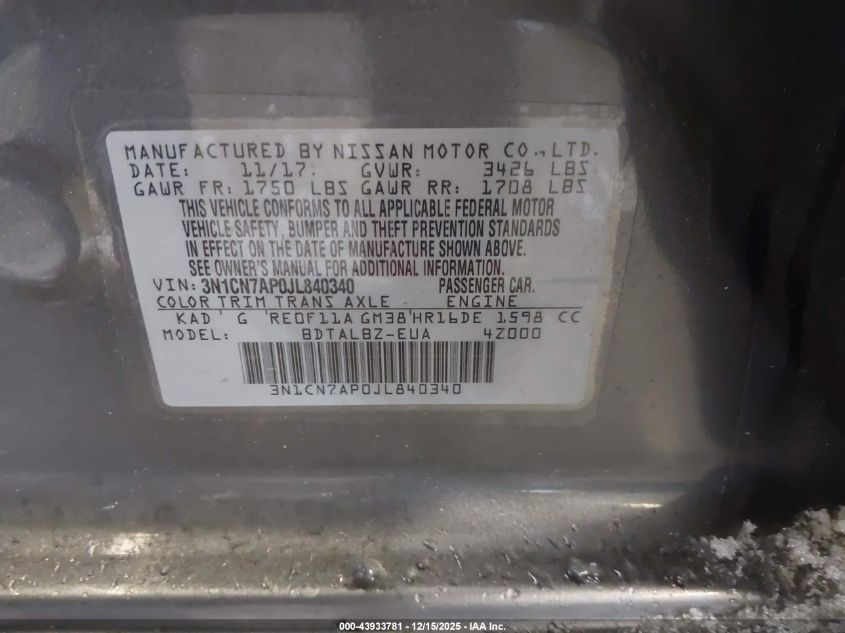 MANUFACTURED BY NISSAN MOTOR CO., LTD.
DATE: 11/17. GVWR: 3426 LBS
GAWR FR: 1750 LBS GAWR RR: 1708 LBS
THIS VEHICLE CONFORMS TO ALL APPLICABLE FEDERAL MOTOR
VEHICLE SAFETY, BUMPER AND THEFT PREVENTION STANDARDS
IN EFFECT ON THE DATE OF MANUFACTURE SHOWN ABOVE.
SEE OWNER'S MANUAL FOR ADDITIONAL INFORMATION.
VIN: 3N1CN7AP0JL840340 PASSENGER CAR.
COLOR TRIM TRANS AXLE ENGINE
KAD' G 'RE0F11A GM38'HR16DE 1598 CC
MODEL: BDTALBZ-EUA 4Z000
3N1CN7AP0JL840340
000-43933781 - 12/15/2025 - IAA Inc.